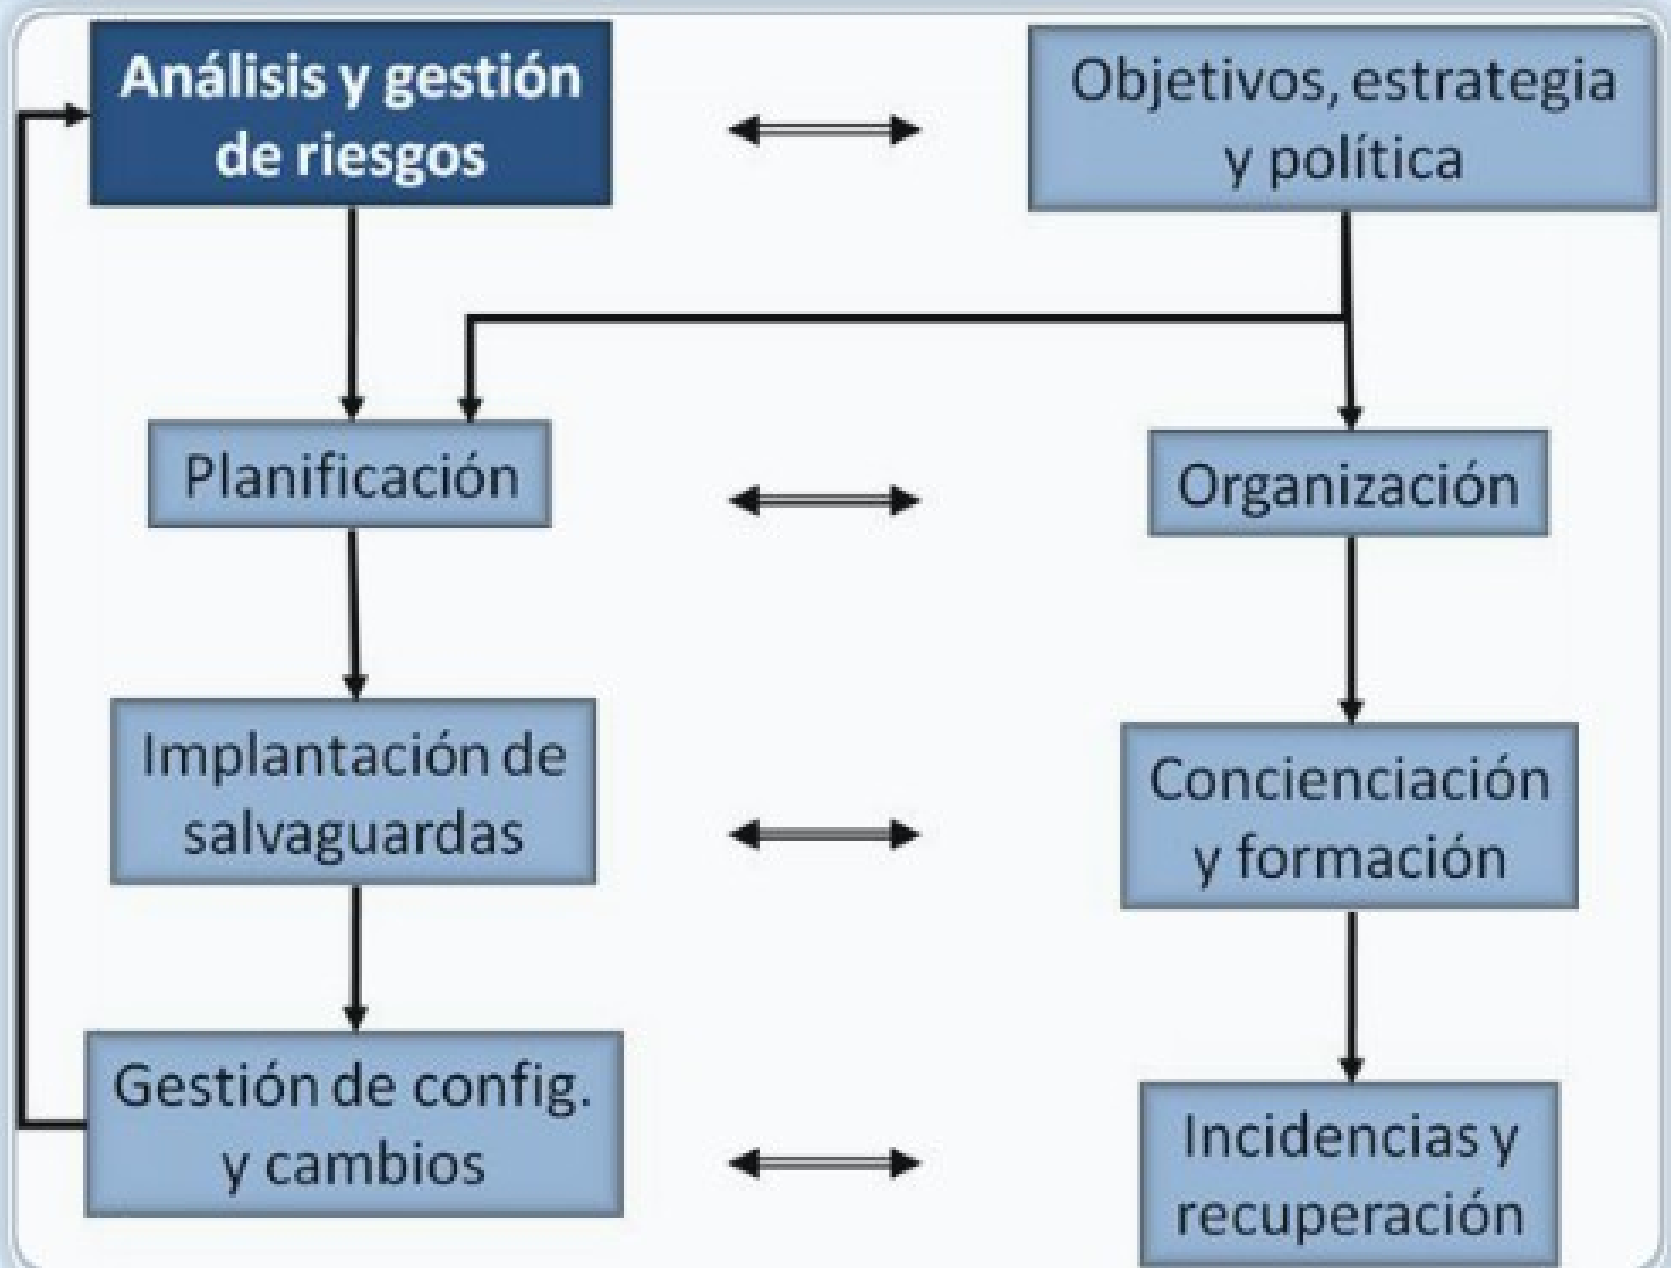 Análisis y gestión
de riesgos
Objetivos, estrategia
y política
Planificación
Organización
Implantación de
salvaguardas
Concienciación
y formación
Gestión de config.
y cambios
Incidencias y
recuperación